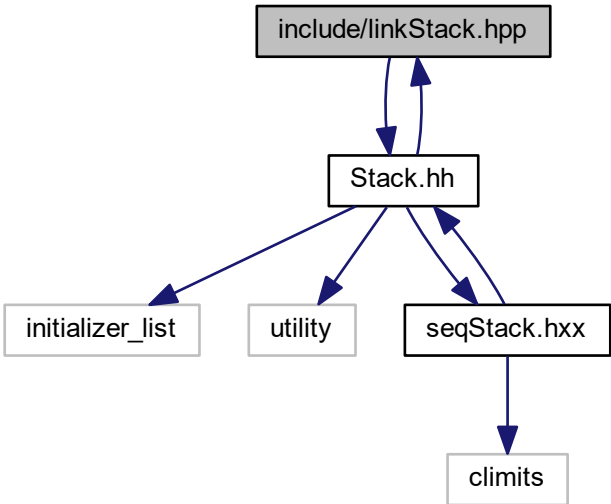 include/linkStack.hpp
Stack.hh
initializer_list
utility
seqStack.hxx
climits